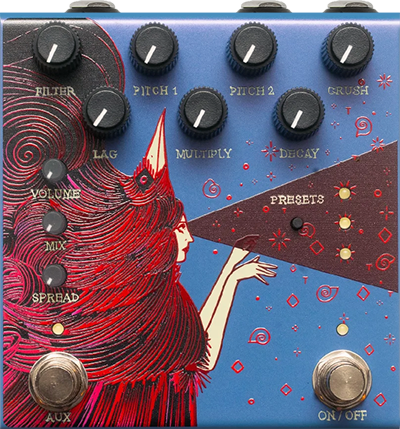 FILTER PITCH 1 PITCH 2 CRUSH
LAG MULTIPLY DECAY
VOLUME
PRESETS
MIX
SPREAD
AUX ON/OFF